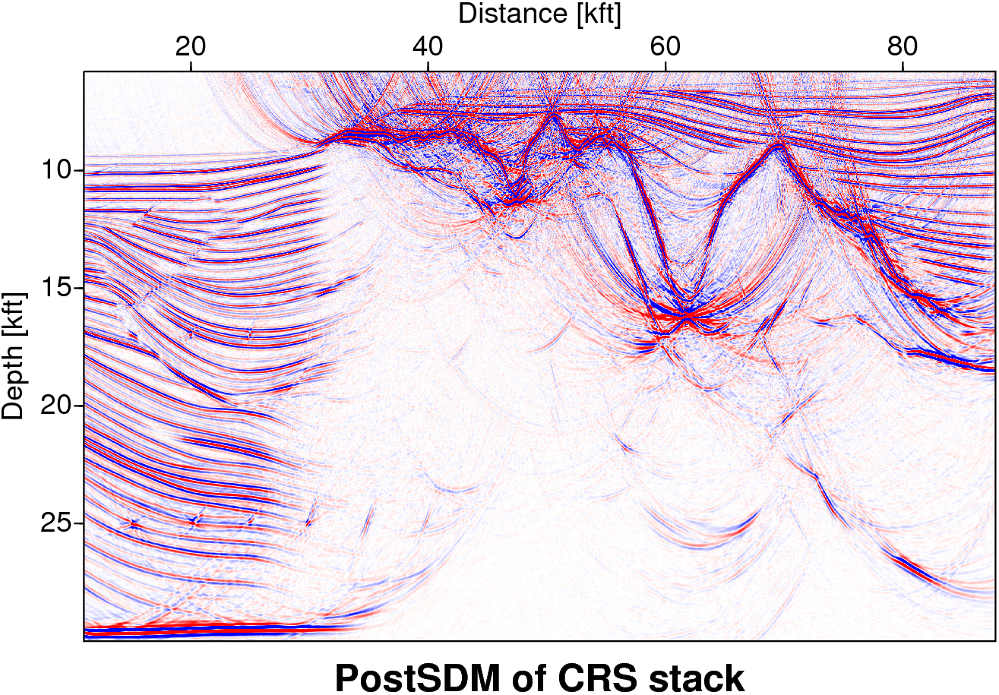 Distance [kft]
20 40 60 80
10
15
20
25
Depth [kft]
PostSDM of CRS stack